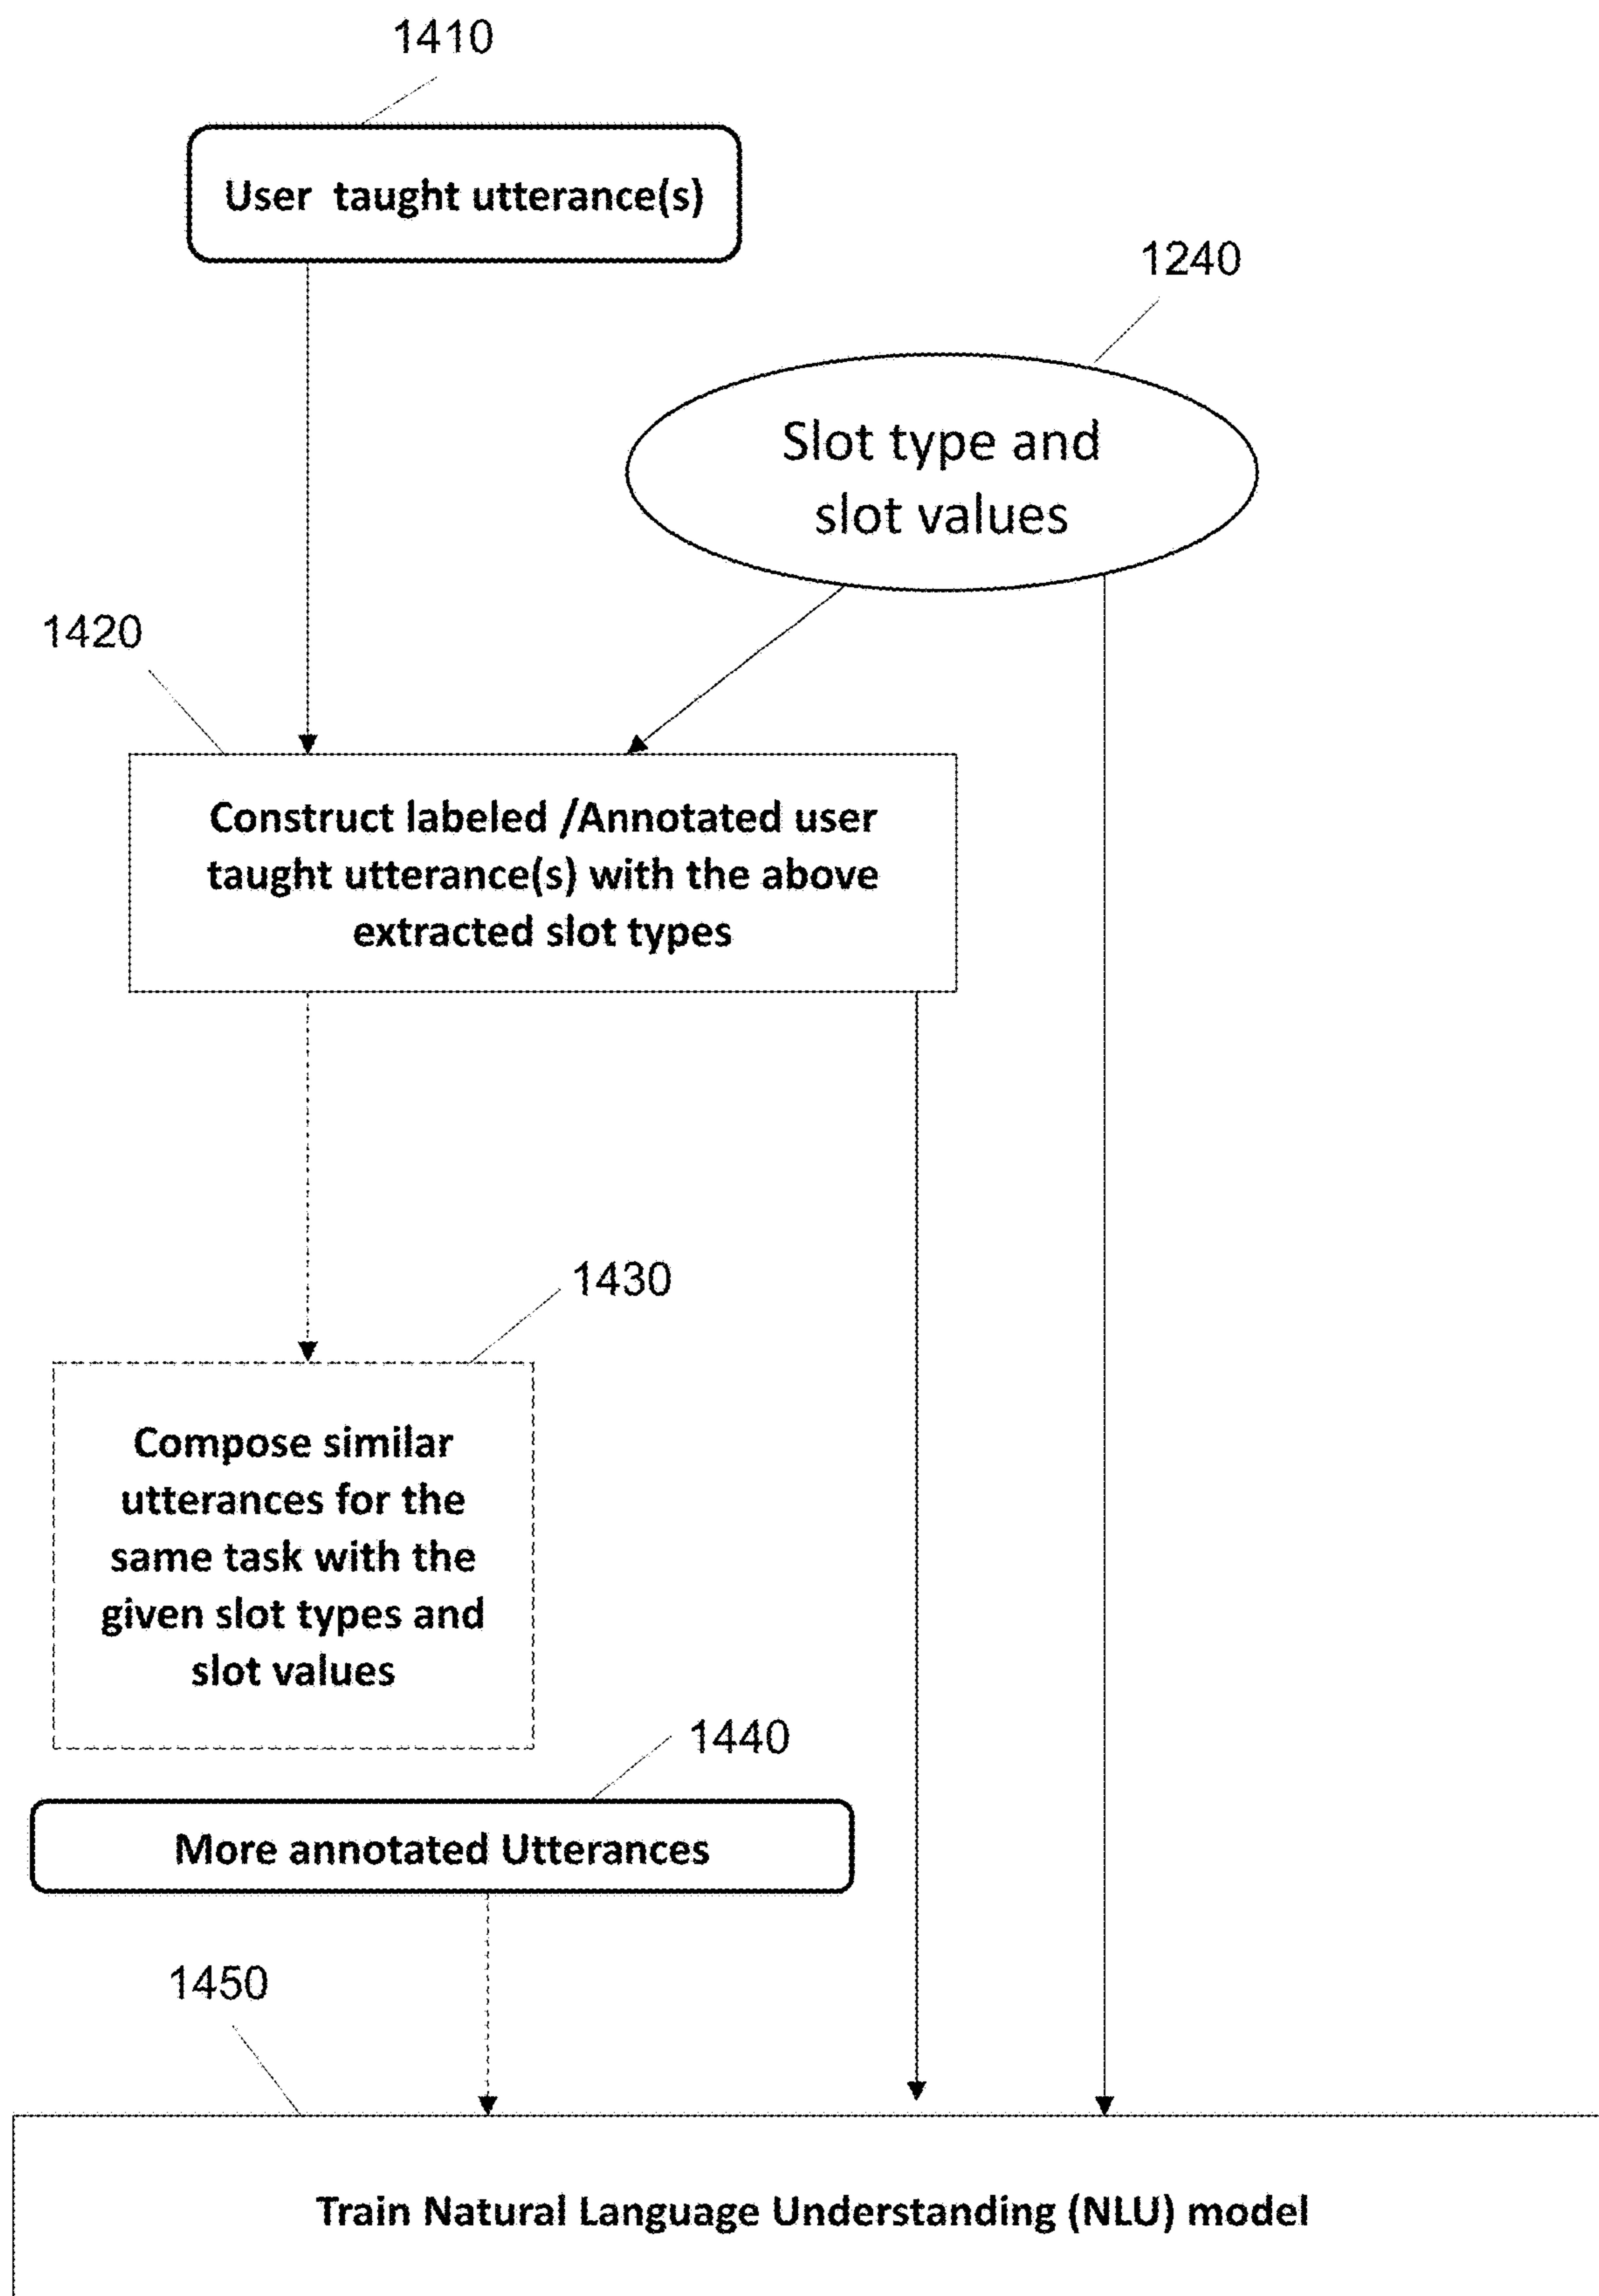 1410
User taught utterance(s)
1240
Slot type and
slot values
1420
Construct labeled /Annotated user
taught utterance(s) with the above
extracted slot types
1430
Compose similar
utterances for the
same task with the
given slot types and
slot values
1440
More annotated Utterances
1450
Train Natural Language Understanding (NLU) model